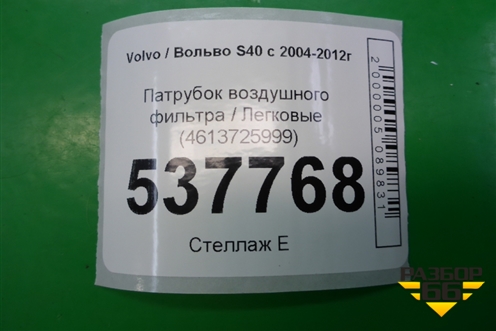 Volvo / Вольво S40 с 2004-2012г
Патрубок воздушного
фильтра / Легковые
(4613725999)
537768
Стеллаж Е
2000005089831
РАЗБОР
66